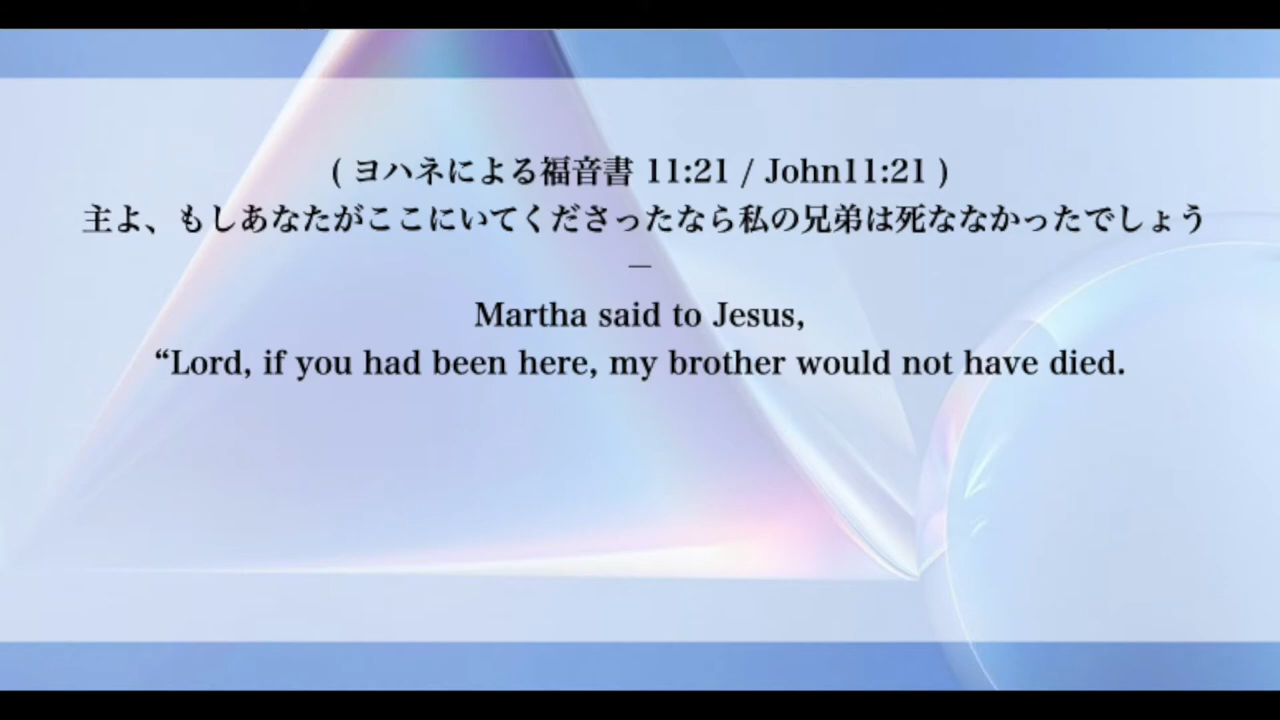 ( ヨハネによる福音書 11:21 / John11:21 )
主よ、もしあなたがここにいてくださったなら私の兄弟は死ななかったでしょう
—
Martha said to Jesus,
“Lord, if you had been here, my brother would not have died.